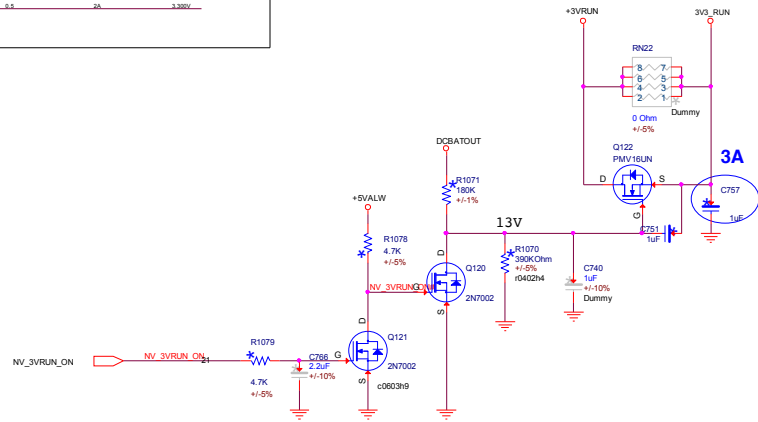 0.5 2A 3.300V
+3VRUN
3V3_RUN
RN22
8 7
6 5
4 3
2 1
Dummy
0 Ohm
+/-5%
Q122
PMV16UN
3A
D
S
G
C757
1uF
C751
1uF
DCBATOUT
R1071
180K
+/-1%
13V
+5VALW
R1078
4.7K
+/-5%
R1070
390KOhm
+/-5%
r0402h4
C740
1uF
+/-10%
Dummy
D
Q120
NV_3VRUN_ON#
G
2N7002
S
D
Q121
R1079
NV_3VRUN_ON
NV_3VRUN_ON
21
C766
2.2uF
+/-10%
G
2N7002
S
c0603h9
4.7K
+/-5%